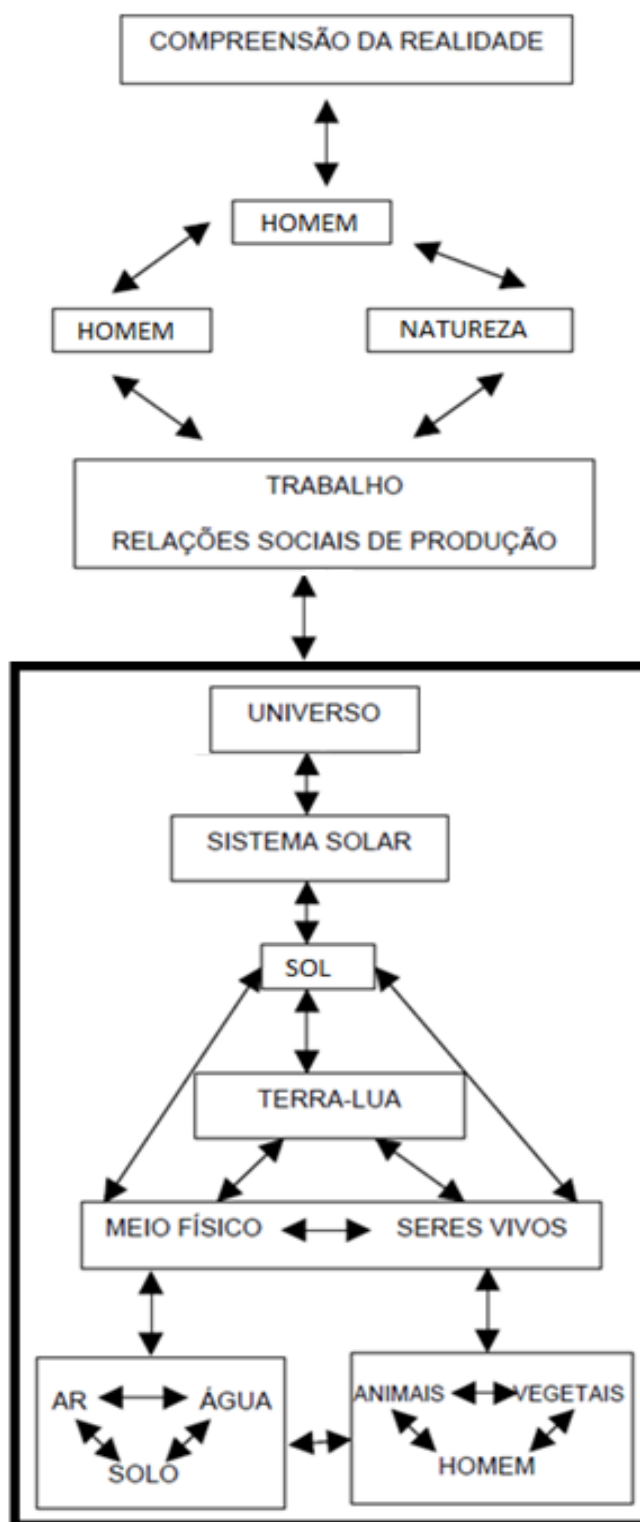 COMPREENSÃO DA REALIDADE
HOMEM
HOMEM
NATUREZA
TRABALHO
RELAÇÕES SOCIAIS DE PRODUÇÃO
UNIVERSO
SISTEMA SOLAR
SOL
TERRA-LUA
MEIO FÍSICO
SERES VIVOS
AR
ÁGUA
SOLO
ANIMAIS
VEGETAIS
HOMEM